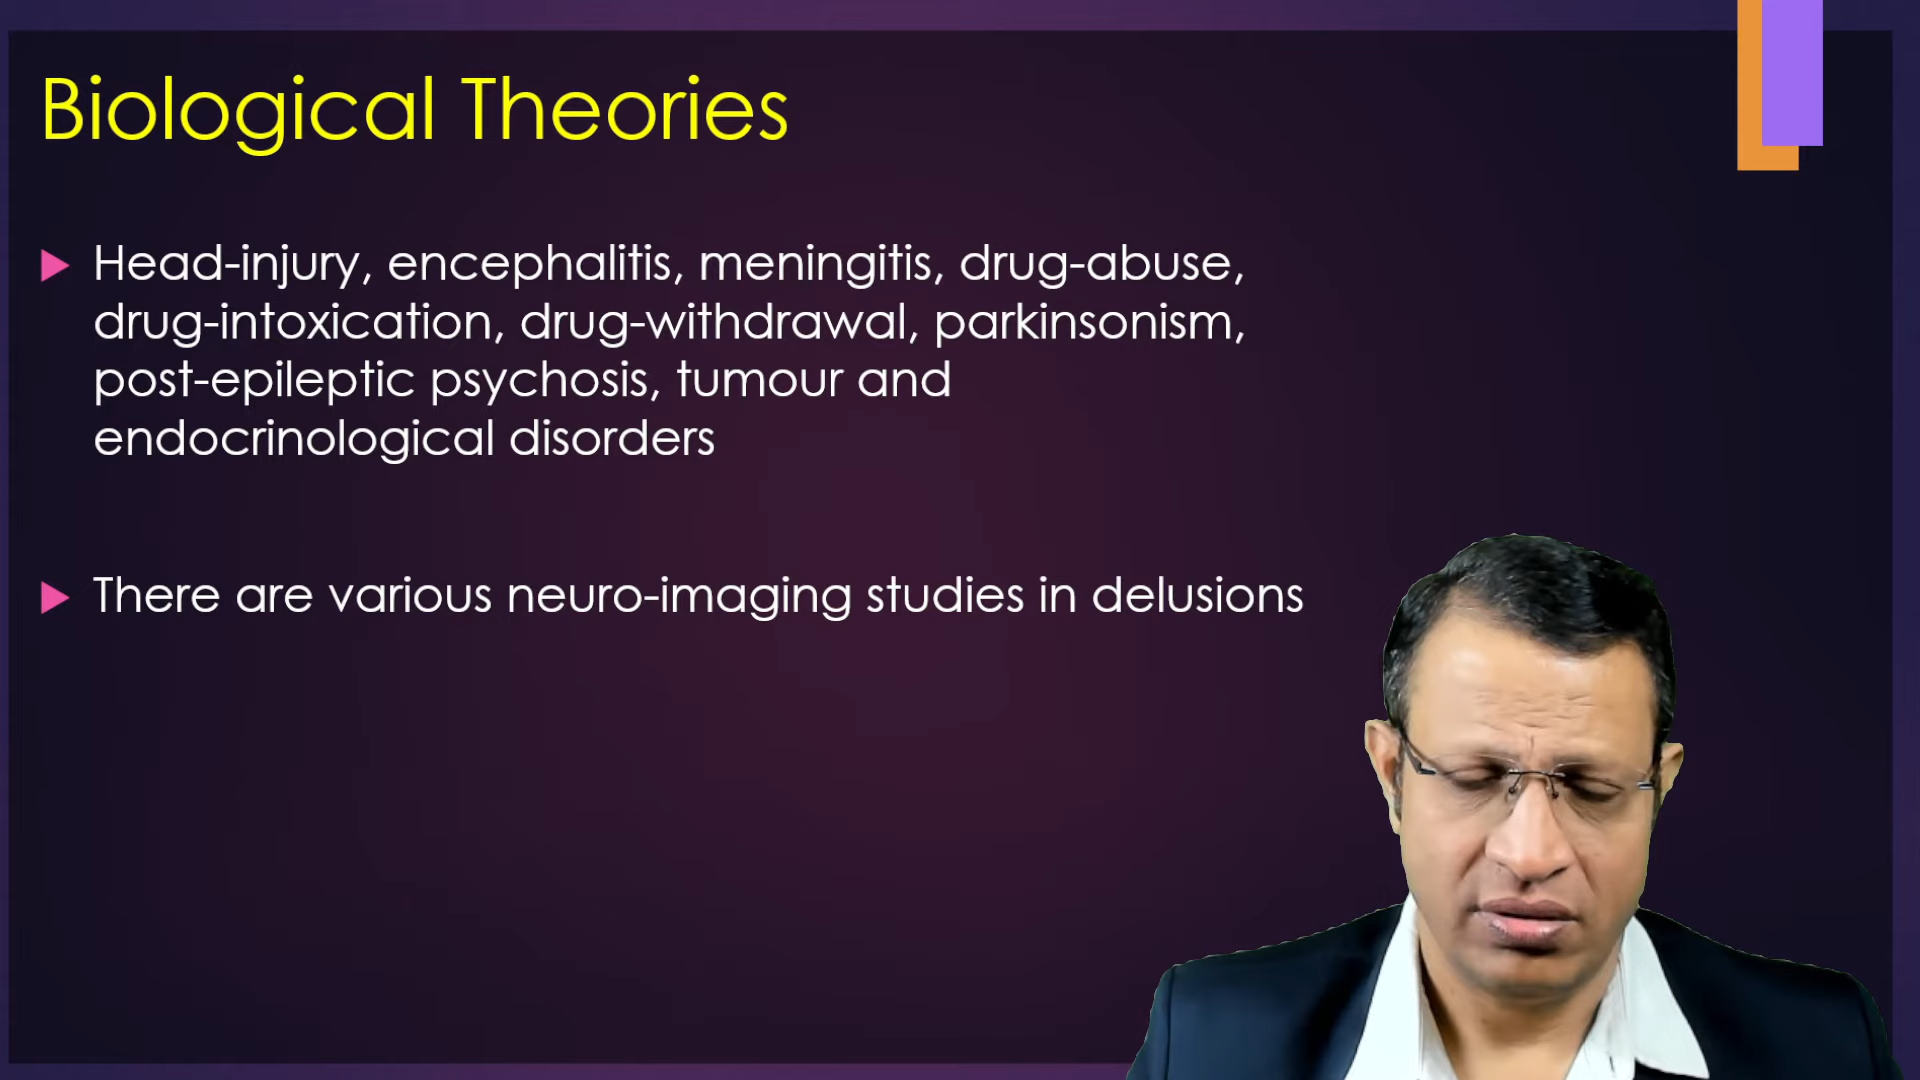 Biological Theories
Head-injury, encephalitis, meningitis, drug-abuse,
drug-intoxication, drug-withdrawal, parkinsonism,
post-epileptic psychosis, tumour and
endocrinological disorders
There are various neuro-imaging studies in delusions